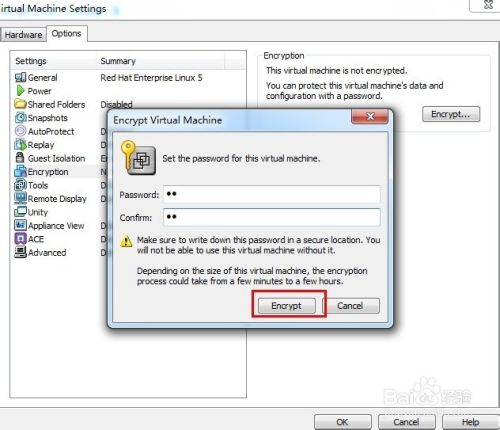 irtual Machine Settings
Hardware
Options
Settings
Summary
General
Red Hat Enterprise Linux 5
Power
Shared Folders
Disabled
Snapshots
AutoProtect
Replay
Guest Isolation
Encryption
Tools
Remote Display
Unity
Appliance View
ACE
Advanced
Encryption
This virtual machine is not encrypted.
You can protect this virtual machine's data and
configuration with a password.
Encrypt...
Encrypt Virtual Machine
Set the password for this virtual machine.
Password:
Confirm:
Make sure to write down this password in a secure location. You
will not be able to use this virtual machine without it.
Depending on the size of this virtual machine, the encryption
process could take from a few minutes to a few hours.
Encrypt
Cancel
OK
Cancel
Help
Bai 经验